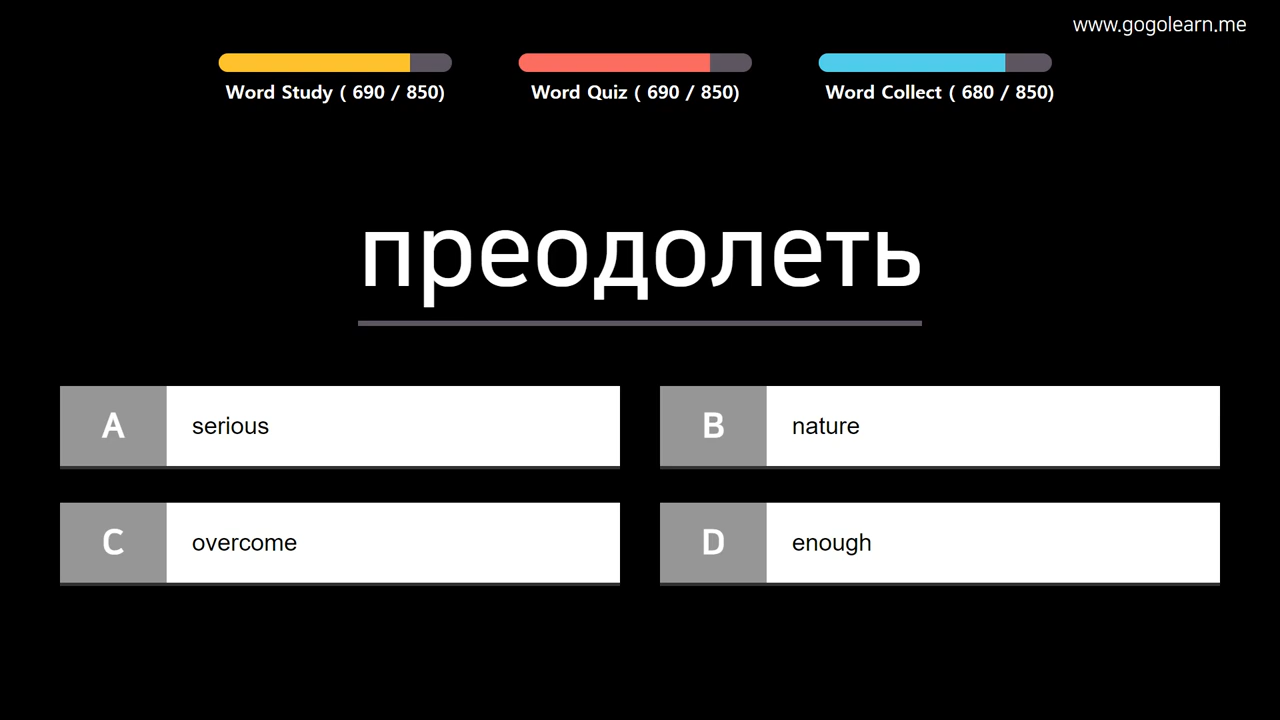 www.gogolearn.me
Word Study ( 690 / 850)
Word Quiz ( 690 / 850)
Word Collect ( 680 / 850)
преодолеть
A serious
B nature
C overcome
D enough